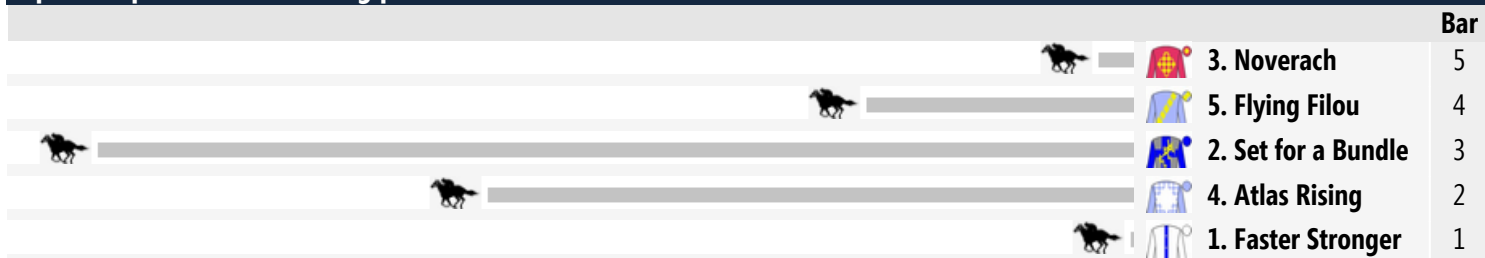 Bar
3. Noverach 5
5. Flying Filou 4
2. Set for a Bundle 3
4. Atlas Rising 2
1. Faster Stronger 1